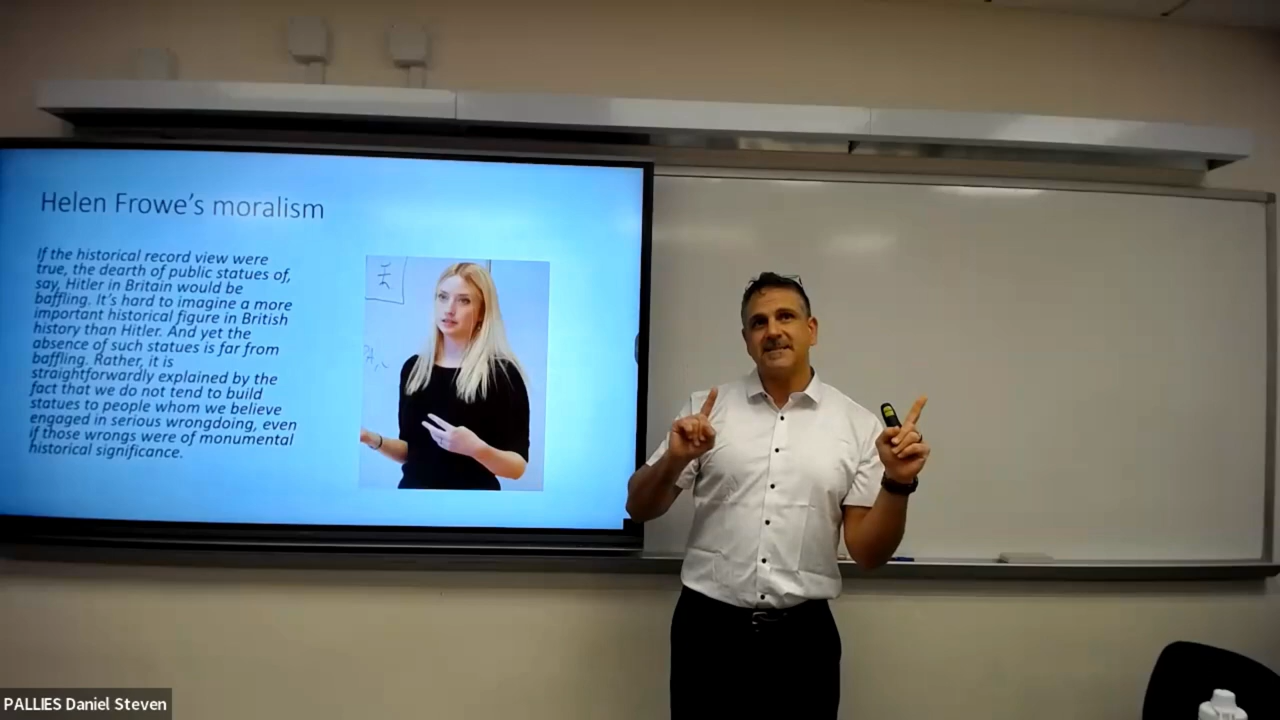 Helen Frowe's moralism
If the historical record view were
true, the dearth of public statues of,
say, Hitler in Britain would be
baffling. It's hard to imagine a more
important historical figure in British
history than Hitler. And yet the
absence of such statues is far from
baffling. Rather, it is
straightforwardly explained by the
fact that we do not tend to build
statues to people whom we believe
engaged in serious wrongdoing, even
if those wrongs were of monumental
historical significance.
PALLIES Daniel Steven